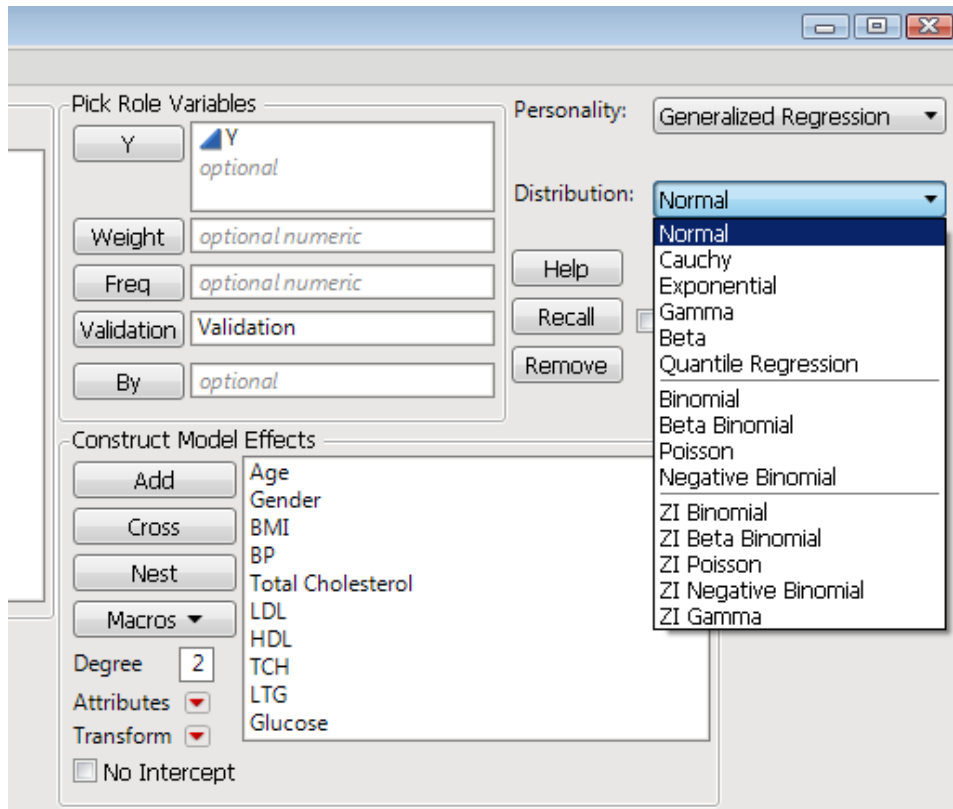 Pick Role Variables
Y
Y
optional
Weight
optional numeric
Freq
optional numeric
Validation
Validation
By
optional
Personality:
Generalized Regression
Distribution:
Normal
Normal
Cauchy
Exponential
Gamma
Beta
Quantile Regression
Binomial
Beta Binomial
Poisson
Negative Binomial
ZI Binomial
ZI Beta Binomial
ZI Poisson
ZI Negative Binomial
ZI Gamma
Help
Recall
Remove
Construct Model Effects
Add
Cross
Nest
Macros
Degree
2
Attributes
Transform
No Intercept
Age
Gender
BMI
BP
Total Cholesterol
LDL
HDL
TCH
LTG
Glucose